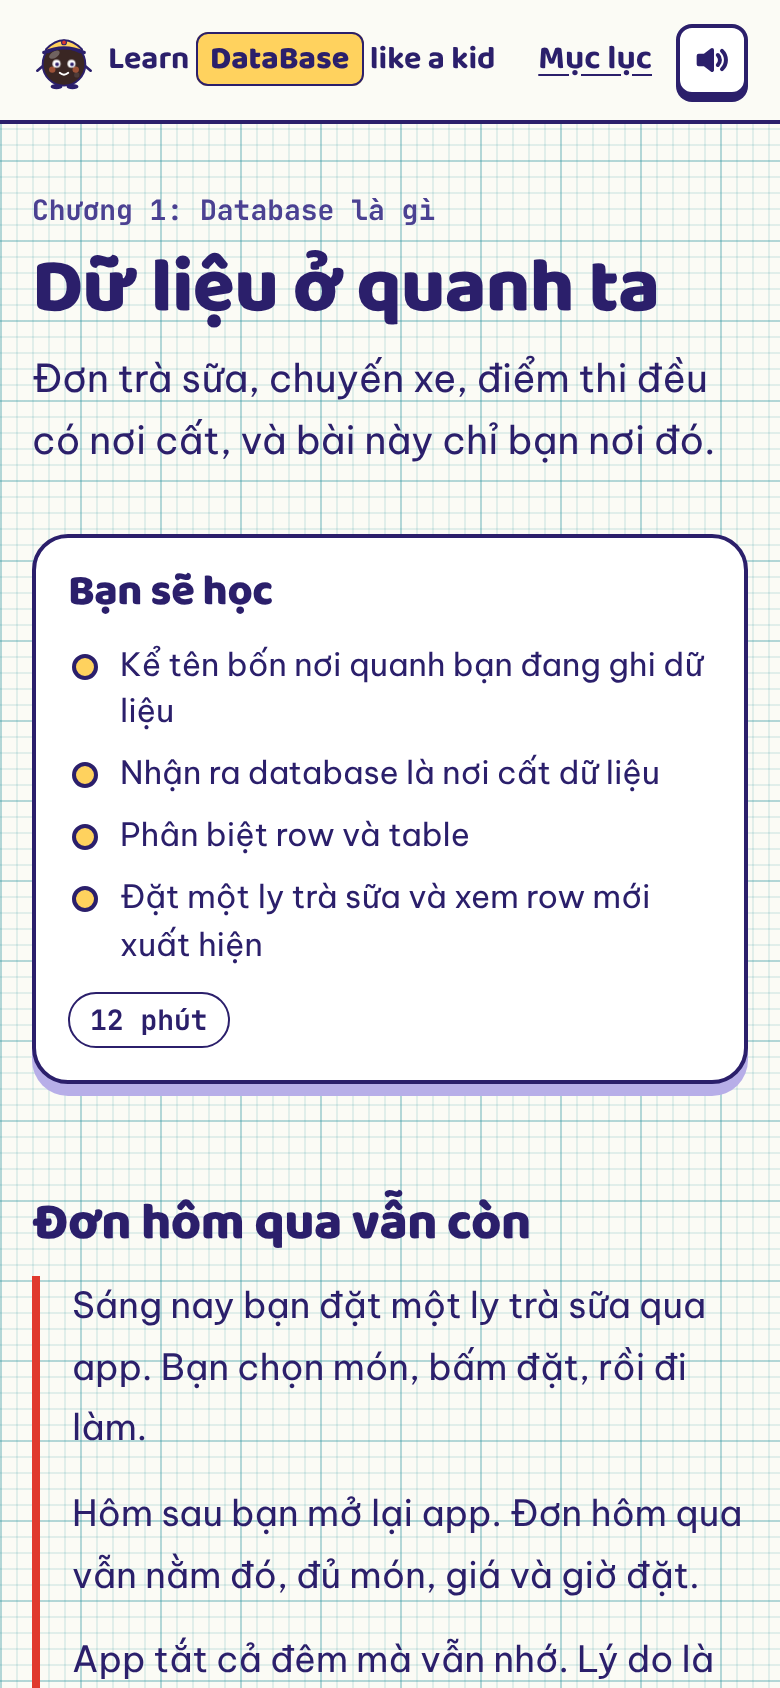 Learn DataBase like a kid Mục lục
Chương 1: Database là gì
Dữ liệu ở quanh ta
Đơn trà sữa, chuyến xe, điểm thi đều
có nơi cất, và bài này chỉ bạn nơi đó.
Bạn sẽ học
Kể tên bốn nơi quanh bạn đang ghi dữ
liệu
Nhận ra database là nơi cất dữ liệu
Phân biệt row và table
Đặt một ly trà sữa và xem row mới
xuất hiện
12 phút
Đơn hôm qua vẫn còn
Sáng nay bạn đặt một ly trà sữa qua
app. Bạn chọn món, bấm đặt, rồi đi
làm.
Hôm sau bạn mở lại app. Đơn hôm qua
vẫn nằm đó, đủ món, giá và giờ đặt.
App tắt cả đêm mà vẫn nhớ. Lý do là